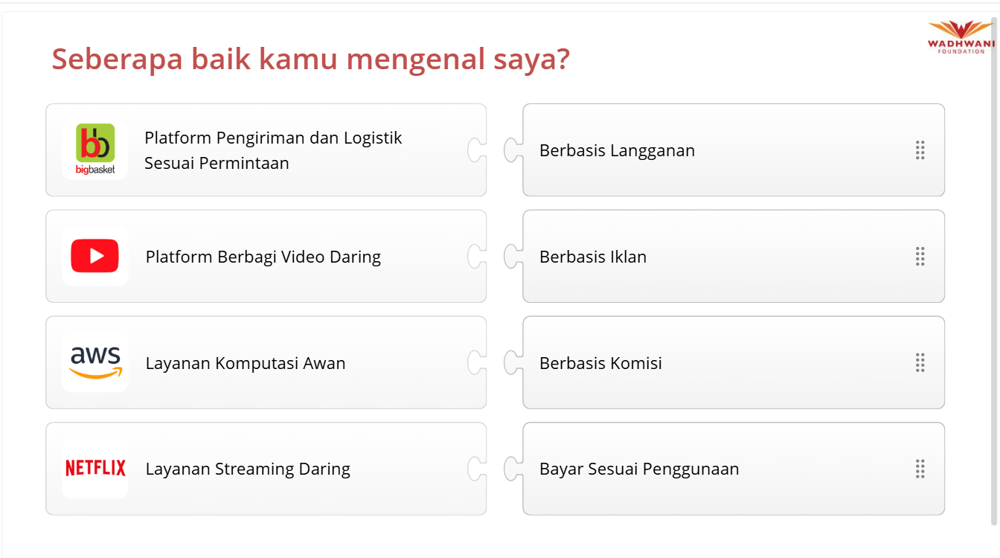 WADHWANI
FOUNDATION
Seberapa baik kamu mengenal saya?
bb
bigbasket
Platform Pengiriman dan Logistik
Sesuai Permintaan
Berbasis Langganan
Platform Berbagi Video Daring
Berbasis Iklan
aws
Layanan Komputasi Awan
Berbasis Komisi
NETFLIX
Layanan Streaming Daring
Bayar Sesuai Penggunaan